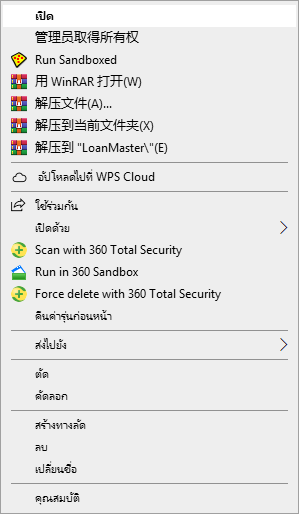 เปิด
管理员取得所有权
Run Sandboxed
用 WinRAR 打开(W)
解压文件(A)...
解压到当前文件夹(X)
解压到 "LoanMaster\"(E)
อัปโหลดไปที่ WPS Cloud
ใช้ร่วมกัน
เปิดด้วย
Scan with 360 Total Security
Run in 360 Sandbox
Force delete with 360 Total Security
คืนค่ารุ่นก่อนหน้า
ส่งไปยัง
ตัด
คัดลอก
สร้างทางลัด
ลบ
เปลี่ยนชื่อ
คุณสมบัติ